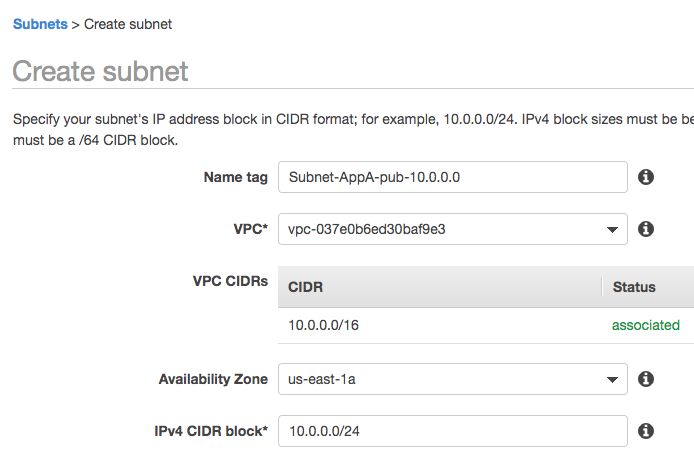 Subnets > Create subnet
Create subnet
Specify your subnet's IP address block in CIDR format; for example, 10.0.0.0/24. IPv4 block sizes must be be
must be a /64 CIDR block.
Name tag Subnet-AppA-pub-10.0.0.0
VPC* vpc-037e0b6ed30baf9e3
VPC CIDRs CIDR Status
10.0.0.0/16 associated
Availability Zone us-east-1a
IPv4 CIDR block* 10.0.0.0/24